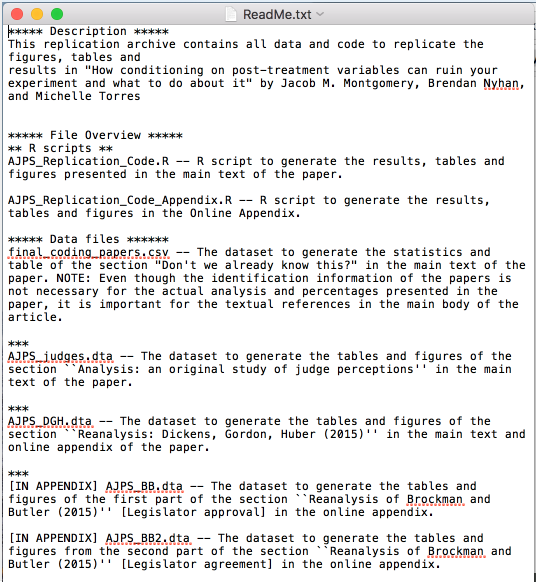 ReadMe.txt
***** Description *****
This replication archive contains all data and code to replicate the
figures, tables and
results in "How conditioning on post-treatment variables can ruin your
experiment and what to do about it" by Jacob M. Montgomery, Brendan Nyhan,
and Michelle Torres
***** File Overview *****
** R scripts **
AJPS_Replication_Code.R -- R script to generate the results, tables and
figures presented in the main text of the paper.
AJPS_Replication_Code_Appendix.R -- R script to generate the results,
tables and figures in the Online Appendix.
***** Data files ******
final_coding_papers.csv -- The dataset to generate the statistics and
table of the section "Don't we already know this?" in the main text of the
paper. NOTE: Even though the identification information of the papers is
not necessary for the actual analysis and percentages presented in the
paper, it is important for the textual references in the main body of the
article.
***
AJPS_judges.dta -- The dataset to generate the tables and figures of the
section ``Analysis: an original study of judge perceptions'' in the main
text of the paper.
***
AJPS_DGH.dta -- The dataset to generate the tables and figures of the
section ``Reanalysis: Dickens, Gordon, Huber (2015)'' in the main text and
online appendix of the paper.
***
[IN APPENDIX] AJPS_BB.dta -- The dataset to generate the tables and
figures of the first part of the section ``Reanalysis of Brockman and
Butler (2015)'' [Legislator approval] in the online appendix.
[IN APPENDIX] AJPS_BB2.dta -- The dataset to generate the tables and
figures from the second part of the section ``Reanalysis of Brockman and
Butler (2015)'' [Legislator agreement] in the online appendix.